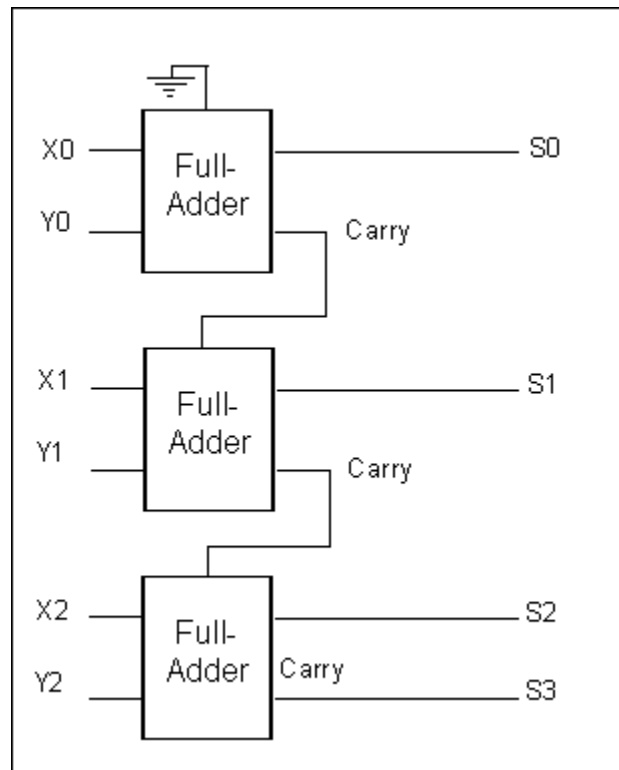 X0
Full-
Adder
S0
Y0
Carry
X1
Full-
Adder
S1
Y1
Carry
X2
Full-
Adder
S2
Y2
Carry
S3